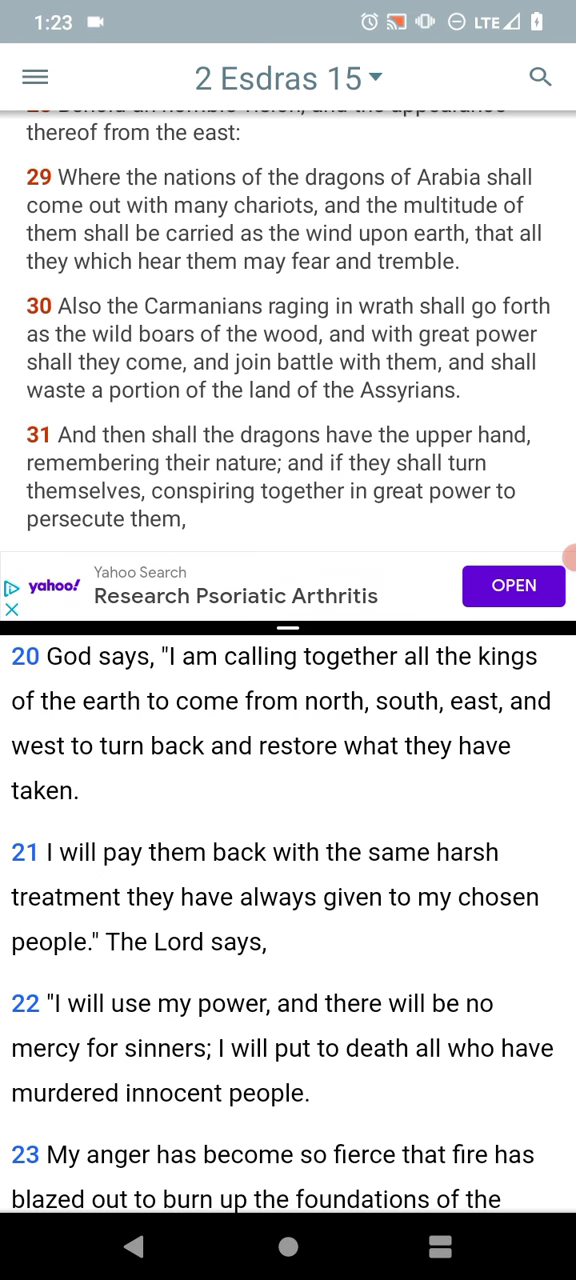 1:23
LTE
2 Esdras 15
thereof from the east:
29 Where the nations of the dragons of Arabia shall
come out with many chariots, and the multitude of
them shall be carried as the wind upon earth, that all
they which hear them may fear and tremble.
30 Also the Carmanians raging in wrath shall go forth
as the wild boars of the wood, and with great power
shall they come, and join battle with them, and shall
waste a portion of the land of the Assyrians.
31 And then shall the dragons have the upper hand,
remembering their nature; and if they shall turn
themselves, conspiring together in great power to
persecute them,
yahoo!
Yahoo Search
Research Psoriatic Arthritis
OPEN
20 God says, "I am calling together all the kings
of the earth to come from north, south, east, and
west to turn back and restore what they have
taken.
21 I will pay them back with the same harsh
treatment they have always given to my chosen
people." The Lord says,
22 "I will use my power, and there will be no
mercy for sinners; I will put to death all who have
murdered innocent people.
23 My anger has become so fierce that fire has
blazed out to burn up the foundations of the